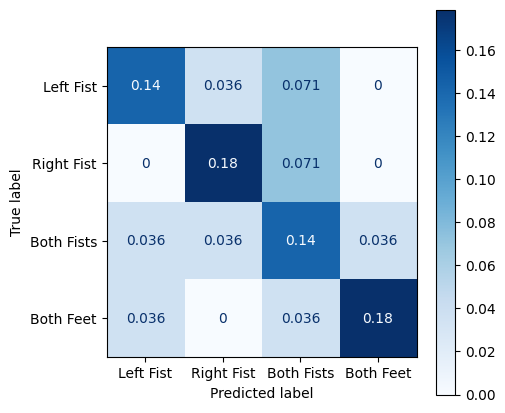 0.16
Left Fist 0.14 0.036 0.071 0
0.14
0.12
Right Fist 0 0.18 0.071 0
0.10
True label
0.08
Both Fists 0.036 0.036 0.14 0.036
0.06
0.04
Both Feet 0.036 0 0.036 0.18
0.02
0.00
Left Fist Right Fist Both Fists Both Feet
Predicted label